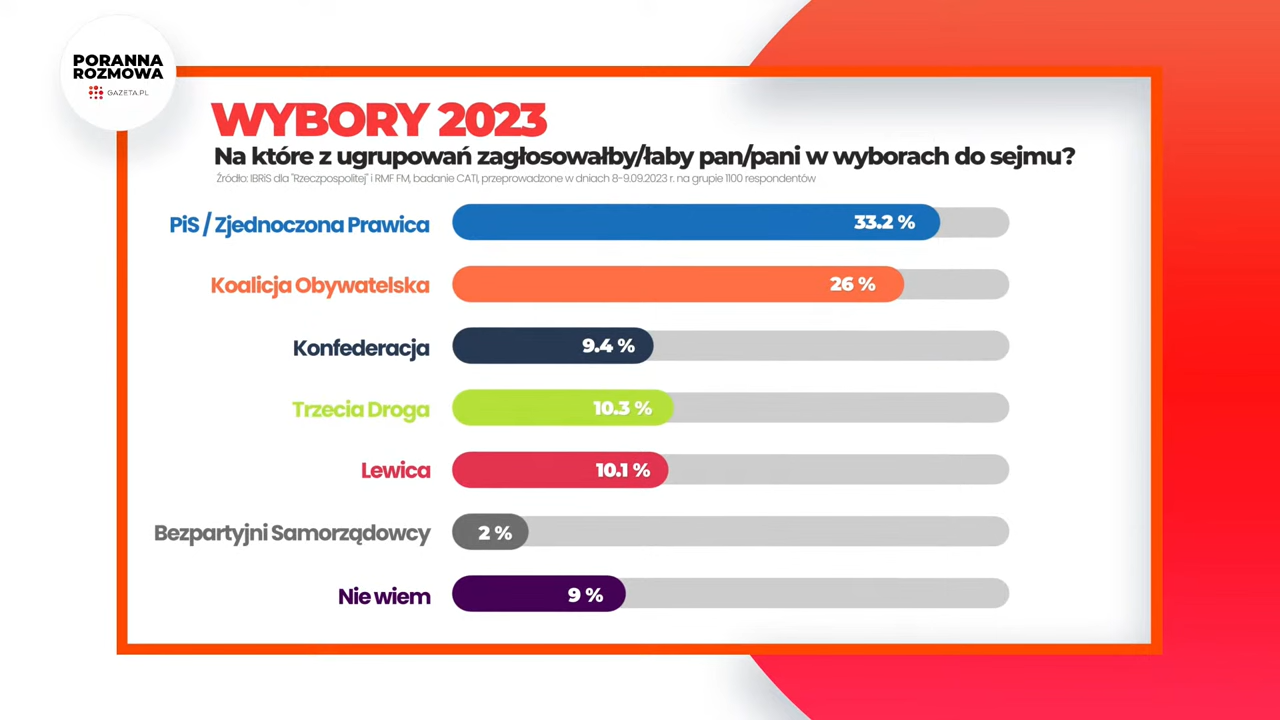 PORANNA
ROZMOWA
GAZETA.PL
WYBORY 2023
Na które z ugrupowań zagłosowałby/łaby pan/pani w wyborach do sejmu?
Źródło: IBRiS dla "Rzeczpospolitej" i RMF FM, badanie CATI, przeprowadzone w dniach 8-9.09.2023 r. na grupie 1100 respondentów
PiS / Zjednoczona Prawica 33.2 %
Koalicja Obywatelska 26 %
Konfederacja 9.4 %
Trzecia Droga 10.3 %
Lewica 10.1 %
Bezpartyjni Samorządowcy 2 %
Nie wiem 9 %